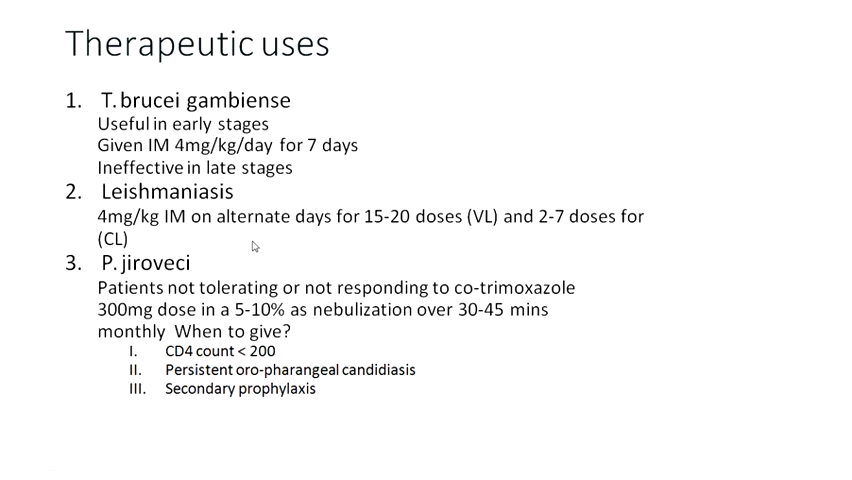 Therapeutic uses
1. T.brucei gambiense
Useful in early stages
Given IM 4mg/kg/day for 7 days
Ineffective in late stages
2. Leishmaniasis
4mg/kg IM on alternate days for 15-20 doses (VL) and 2-7 doses for
(CL)
3. P.jiroveci
Patients not tolerating or not responding to co-trimoxazole
300mg dose in a 5-10% as nebulization over 30-45 mins
monthly When to give?
I. CD4 count < 200
II. Persistent oro-pharangeal candidiasis
III. Secondary prophylaxis